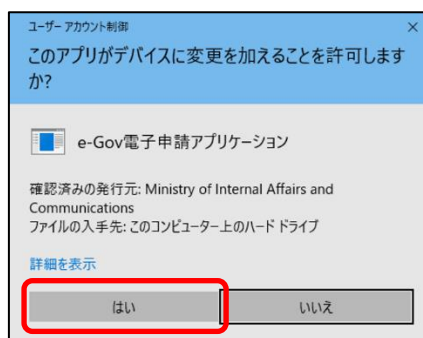 ユーザー アカウント制御
このアプリがデバイスに変更を加えることを許可します
か?
e-Gov電子申請アプリケーション
確認済みの発行元: Ministry of Internal Affairs and
Communications
ファイルの入手先: このコンピューター上のハード ドライブ
詳細を表示
はい
いいえ